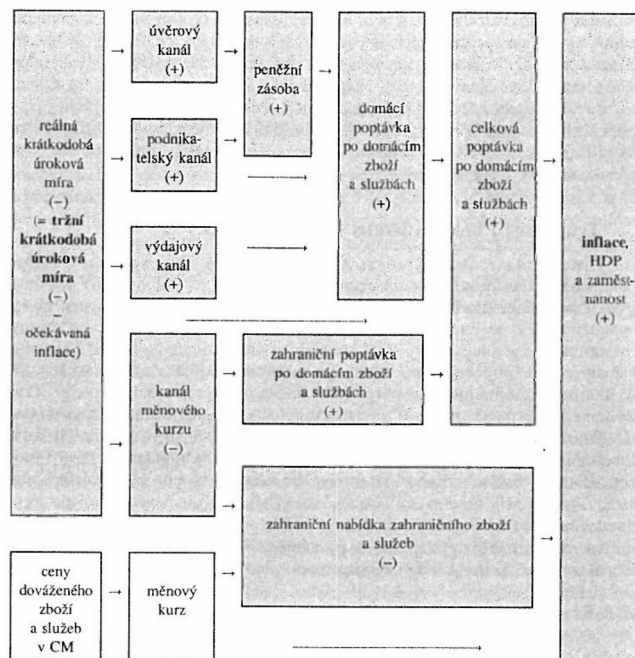 úvěrový
kanál
(+)
peněžní
zásoba
(+)
domácí
poptávka
po domácím
zboží
a službách
(+)
celková
poptávka
po domácím
zboží
a službách
(+)
reálná
krátkodobá
úroková
míra
(−)
(= tržní
krátkodobá
úroková
míra
(−)
−
očekávaná
inflace)
podnika-
telský kanál
(+)
výdajový
kanál
(+)
inflace,
HDP
a zaměst-
nanost
(+)
kanál
měnového
kurzu
(−)
zahraniční poptávka
po domácím zboží
a službách
(+)
zahraniční nabídka zahraničního zboží
a služeb
(−)
ceny
dováženého
zboží
a služeb
v CM
měnový
kurz